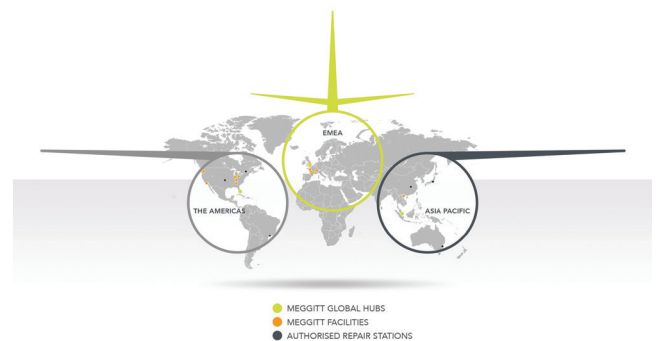 EMEA
THE AMERICAS
ASIA PACIFIC
MEGGITT GLOBAL HUBS
MEGGITT FACILITIES
AUTHORISED REPAIR STATIONS